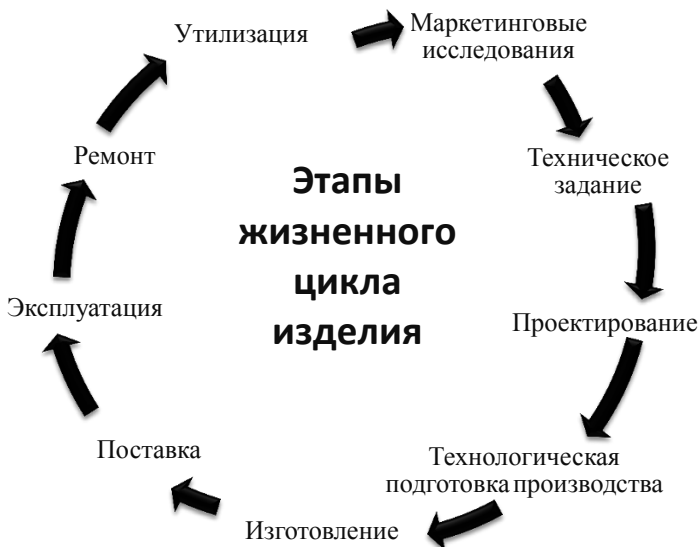 Этапы
жизненного
цикла
изделия
Маркетинговые
исследования
Техническое
задание
Проектирование
Технологическая
подготовка производства
Изготовление
Поставка
Эксплуатация
Ремонт
Утилизация